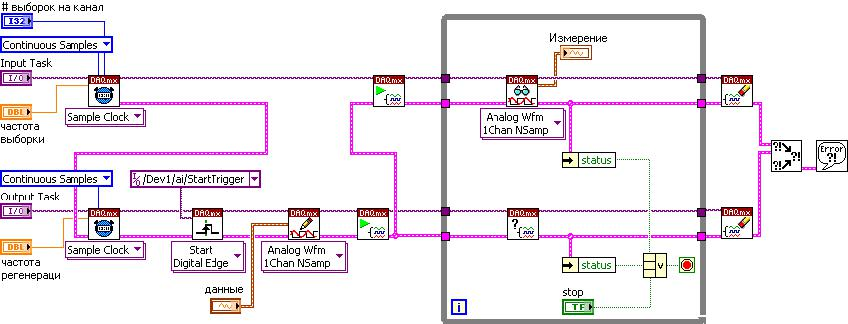 # выборок на канал
I32
Continuous Samples
Input Task
I/O
DBL
частота
выборки
DAQmx
Sample Clock
DAQmx
Измерение
DAQmx
Analog Wfm
1Chan NSamp
status
DAQmx
?!
?!
?!
Error
?!
Continuous Samples
Output Task
I/O
DBL
частота
регенераци
DAQmx
Sample Clock
I/O /Dev1/ai/StartTrigger
DAQmx
Start
Digital Edge
DAQmx
Analog Wfm
1Chan NSamp
данные
DAQmx
DAQmx
?
status
V
stop
TF
i
DAQmx